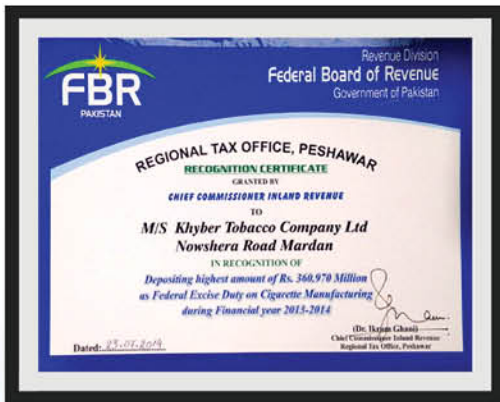 FBR
PAKISTAN
Revenue Division
Federal Board of Revenue
Government of Pakistan
REGIONAL TAX OFFICE, PESHAWAR
RECOGNITION CERTIFICATE
GRANTED BY
CHIEF COMMISSIONER INLAND REVENUE
TO
M/S Khyber Tobacco Company Ltd
Nowshera Road Mardan
IN RECOGNITION OF
Depositing highest amount of Rs. 360.970 Million
as Federal Excise Duty on Cigarette Manufacturing
during Financial year 2013-2014
(Dr. Ikram Ghani)
Chief Commissioner Inland Revenue
Regional Tax Office, Peshawar
Dated: 23.07.2014